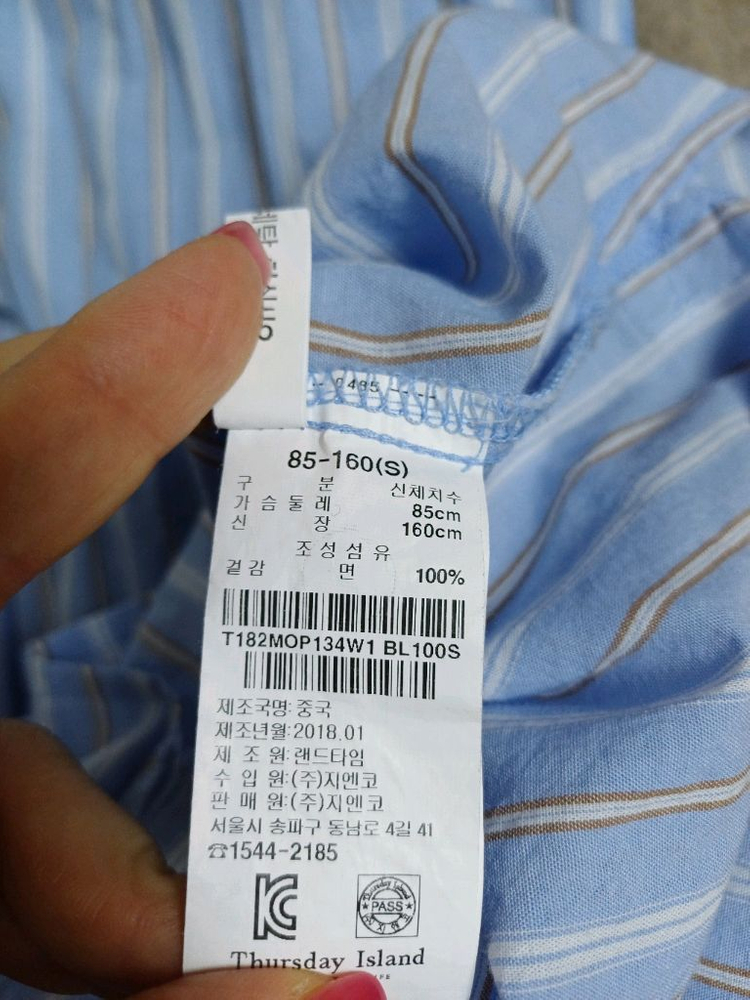 85-160(S)
구 분 신체치수
가 슴 둘 레 85cm
신 장 160cm
조 성 섬 유
겉감 면 100%
T182MOP134W1 BL100S
제조국명:중국
제조년월:2018.01
제 조 원:랜드타임
수 입 원:(주)지엔코
판 매 원:(주)지엔코
서울시 송파구 동남로 4길 41
☎1544-2185
Thursday Island
PASS
Thursday Island